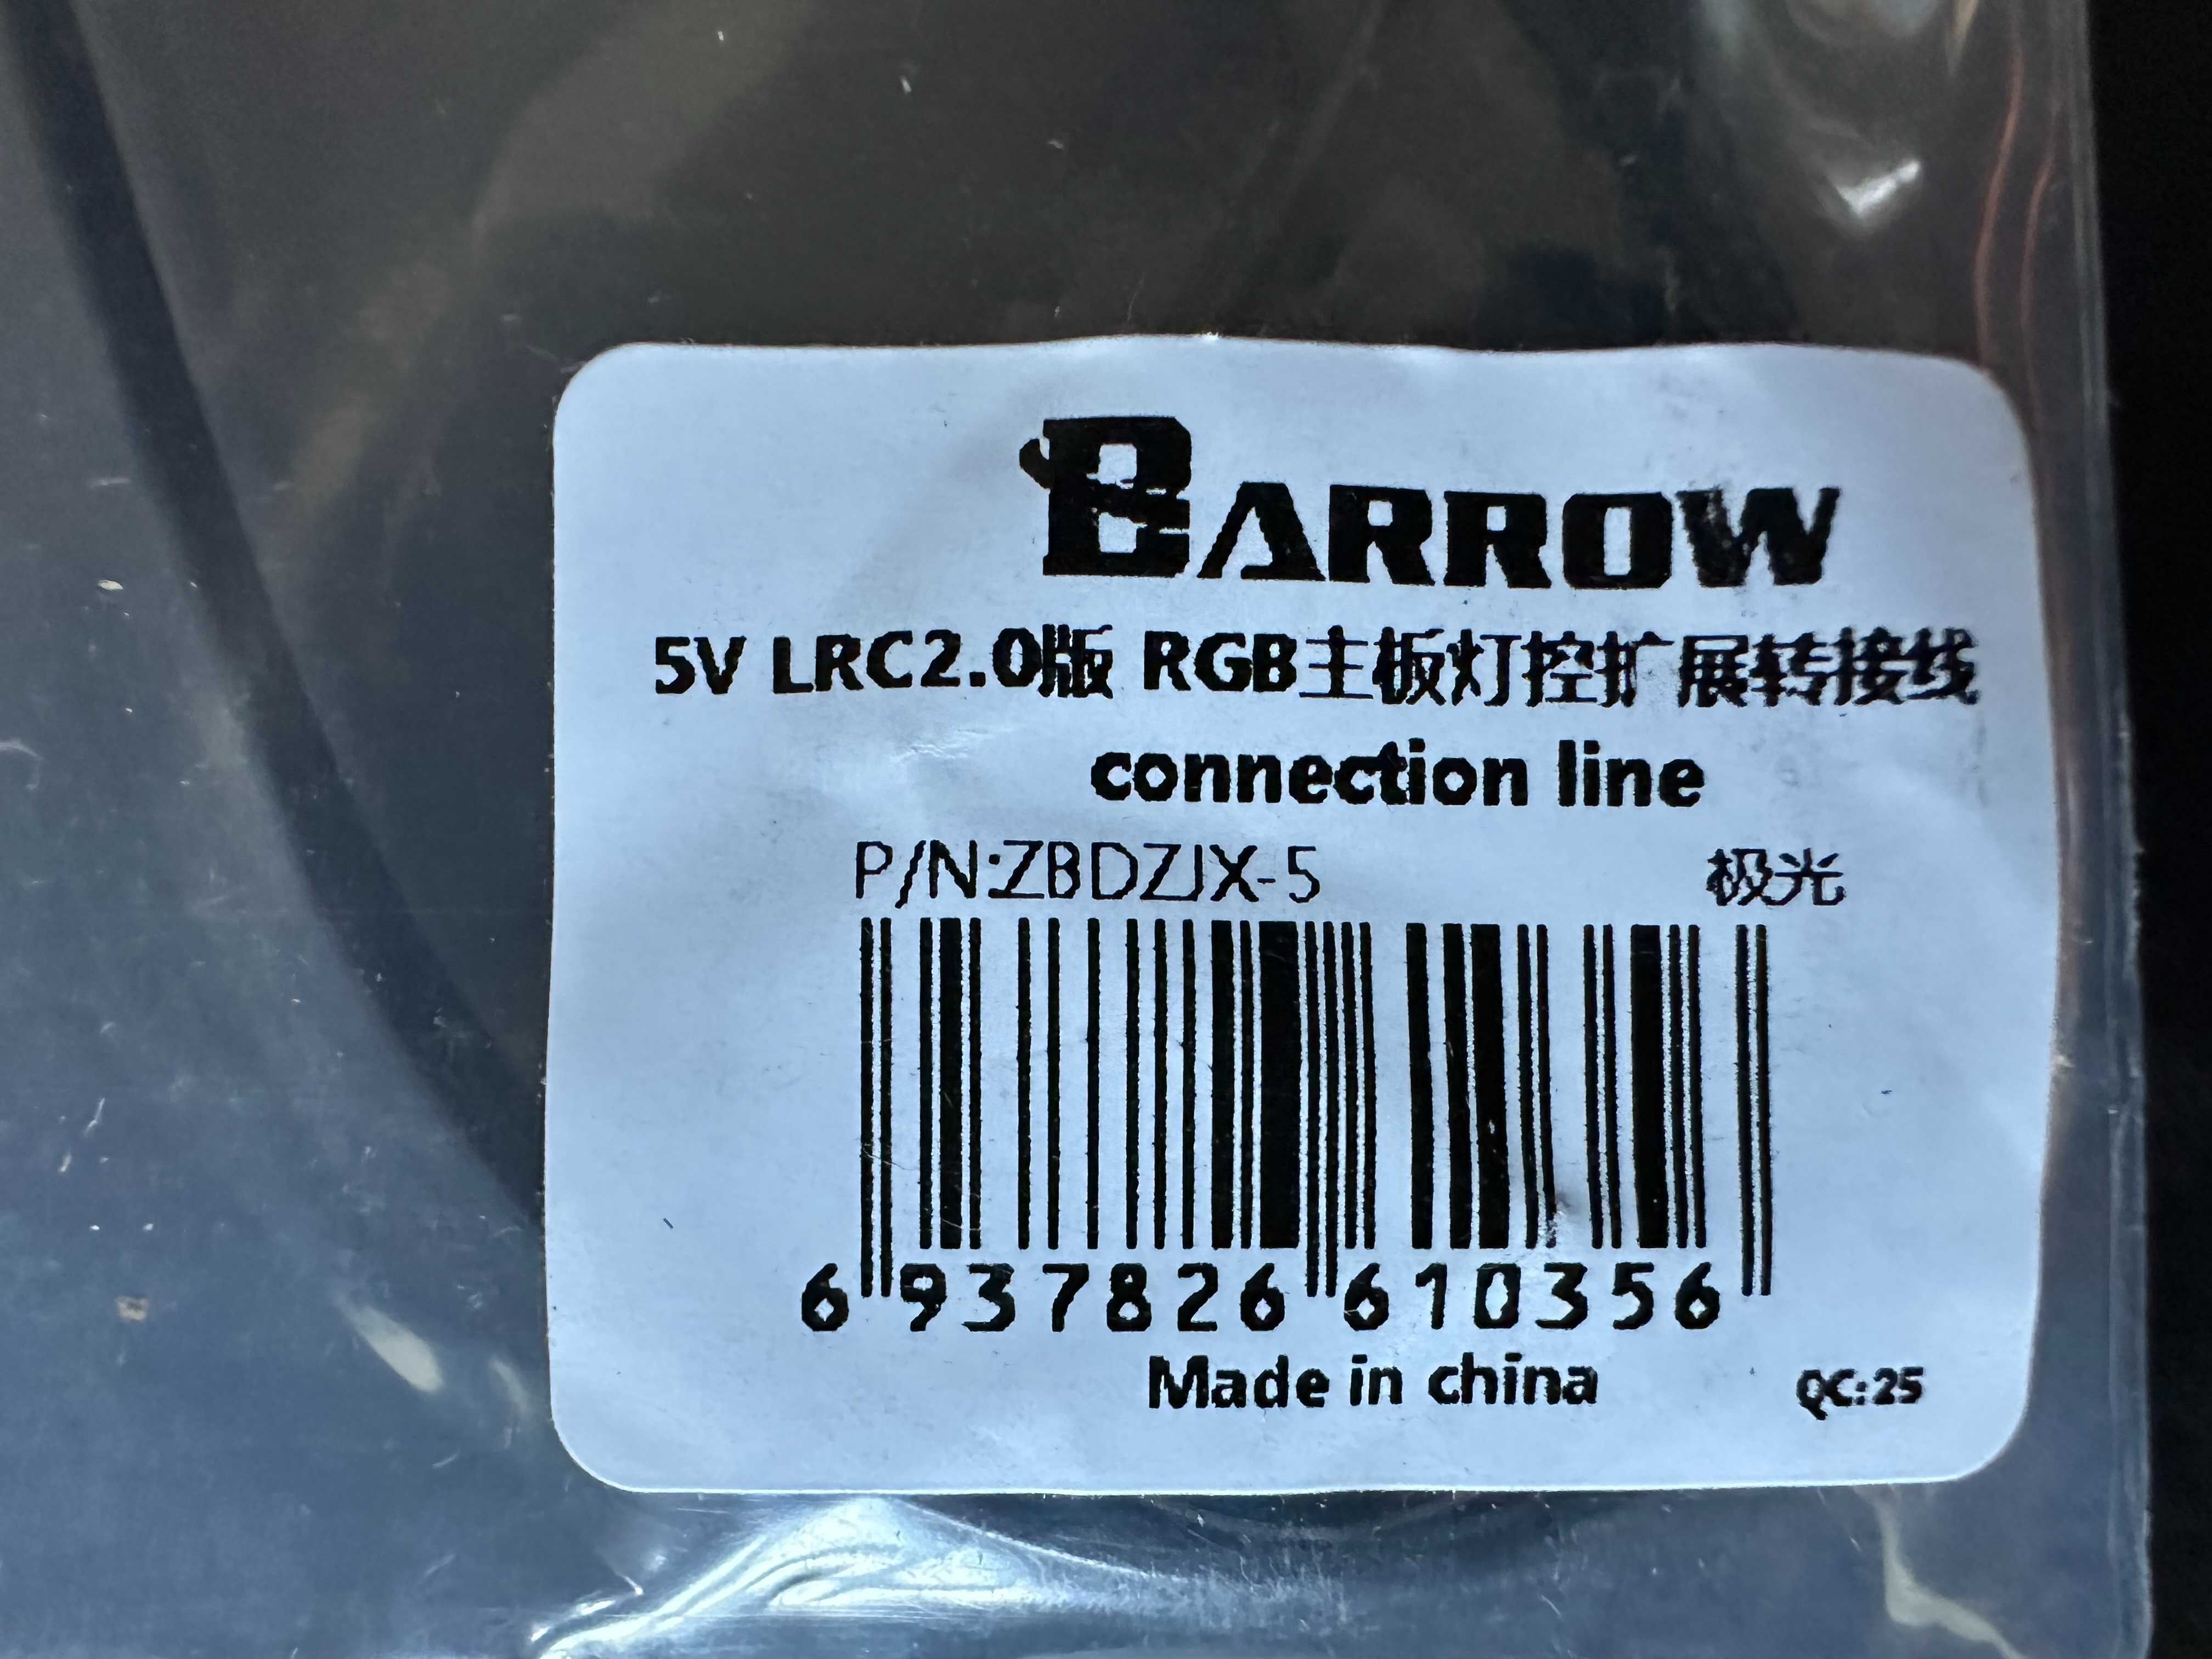 BARROW
5V LRC2.0版 RGB主板灯控扩展转接线
connection line
P/N:ZBDZJX-5 极光
6 937826 610356
Made in china QC:25